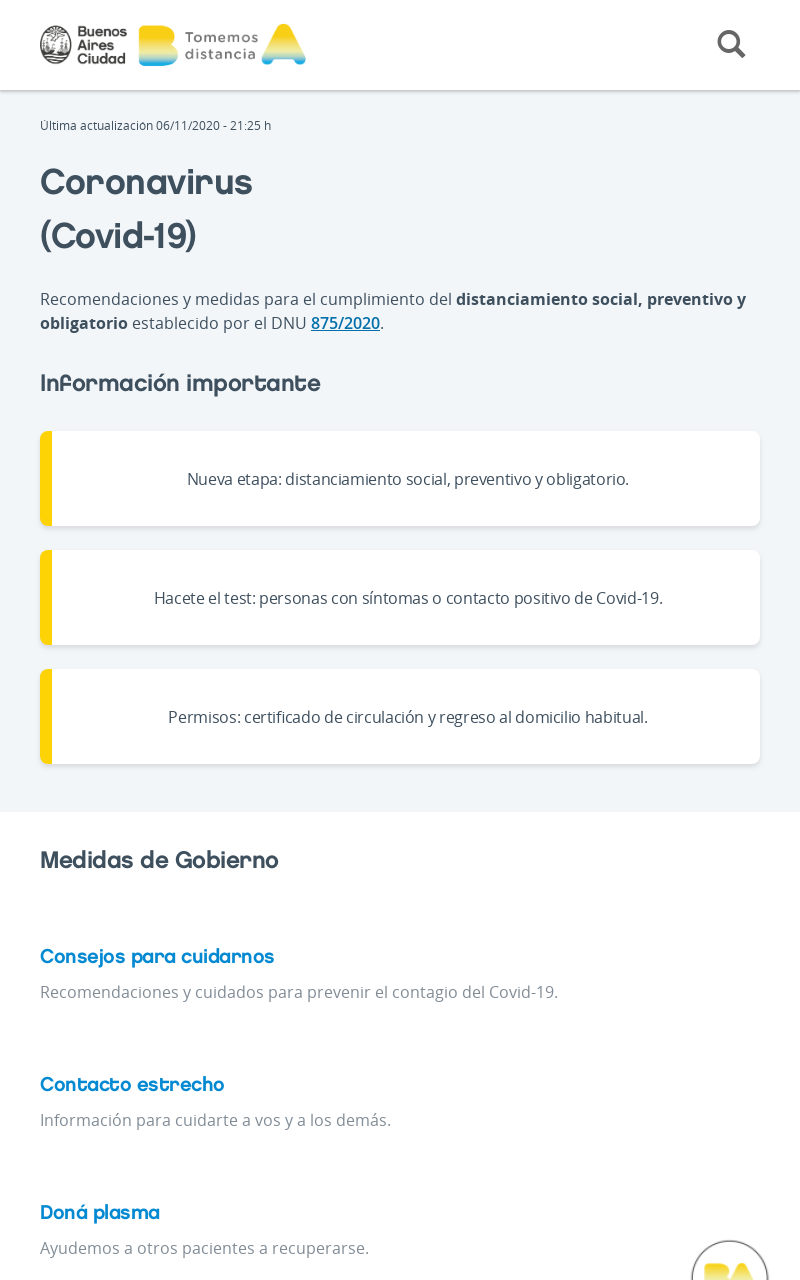 Buenos
Aires
Ciudad
BA
Tomemos
distancia
Última actualización 06/11/2020 - 21:25 h
Coronavirus
(Covid-19)
Recomendaciones y medidas para el cumplimiento del distanciamiento social, preventivo y
obligatorio establecido por el DNU 875/2020.
Información importante
Nueva etapa: distanciamiento social, preventivo y obligatorio.
Hacete el test: personas con síntomas o contacto positivo de Covid-19.
Permisos: certificado de circulación y regreso al domicilio habitual.
Medidas de Gobierno
Consejos para cuidarnos
Recomendaciones y cuidados para prevenir el contagio del Covid-19.
Contacto estrecho
Información para cuidarte a vos y a los demás.
Doná plasma
Ayudemos a otros pacientes a recuperarse.
BA